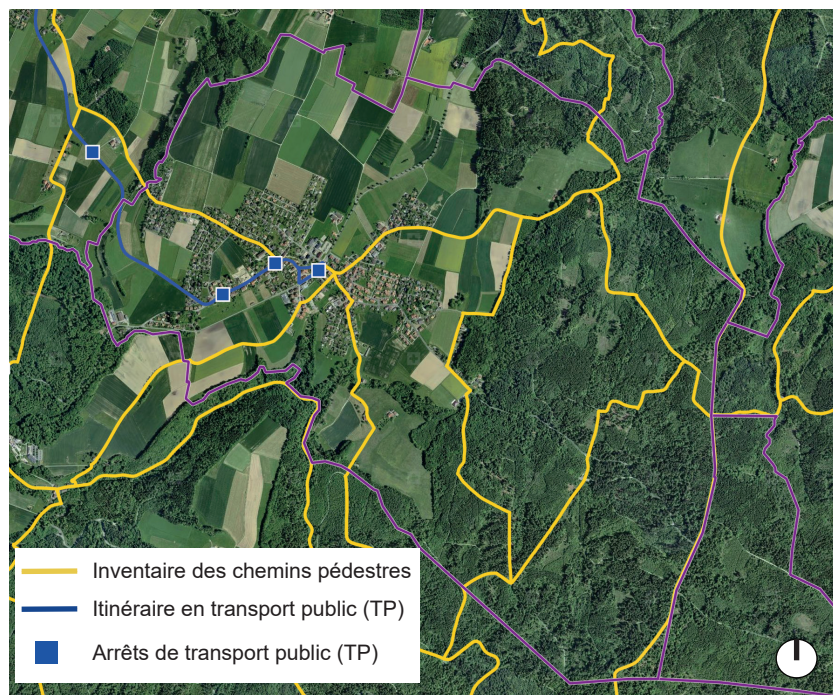 Inventaire des chemins pédestres
Itinéraire en transport public (TP)
Arrêts de transport public (TP)